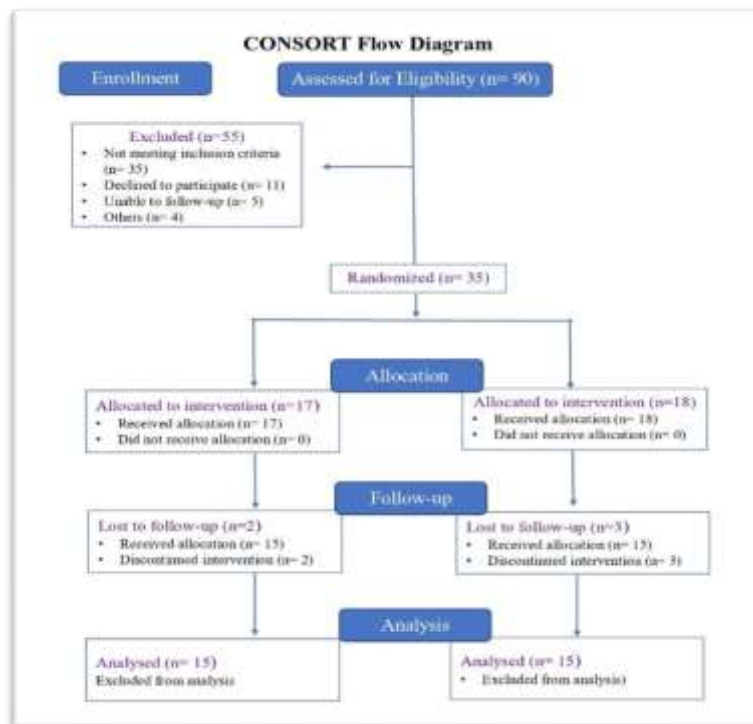 CONSORT Flow Diagram
Enrollment
Assessed for Eligibility (n= 90)
Excluded (n=55)
• Not meeting inclusion criteria
(n= 35)
• Declined to participate (n= 11)
• Unable to follow-up (n= 5)
• Others (n= 4)
Randomized (n= 35)
Allocation
Allocated to intervention (n=17)
• Received allocation (n= 17)
• Did not receive allocation (n= 0)
Allocated to intervention (n=18)
• Received allocation (n= 18)
• Did not receive allocation (n= 0)
Follow-up
Lost to follow-up (n=2)
• Received allocation (n= 15)
• Discontinued intervention (n= 2)
Lost to follow-up (n=3)
• Received allocation (n= 15)
• Discontinued intervention (n= 3)
Analysis
Analysed (n= 15)
Excluded from analysis
Analysed (n= 15)
• Excluded from analysis)